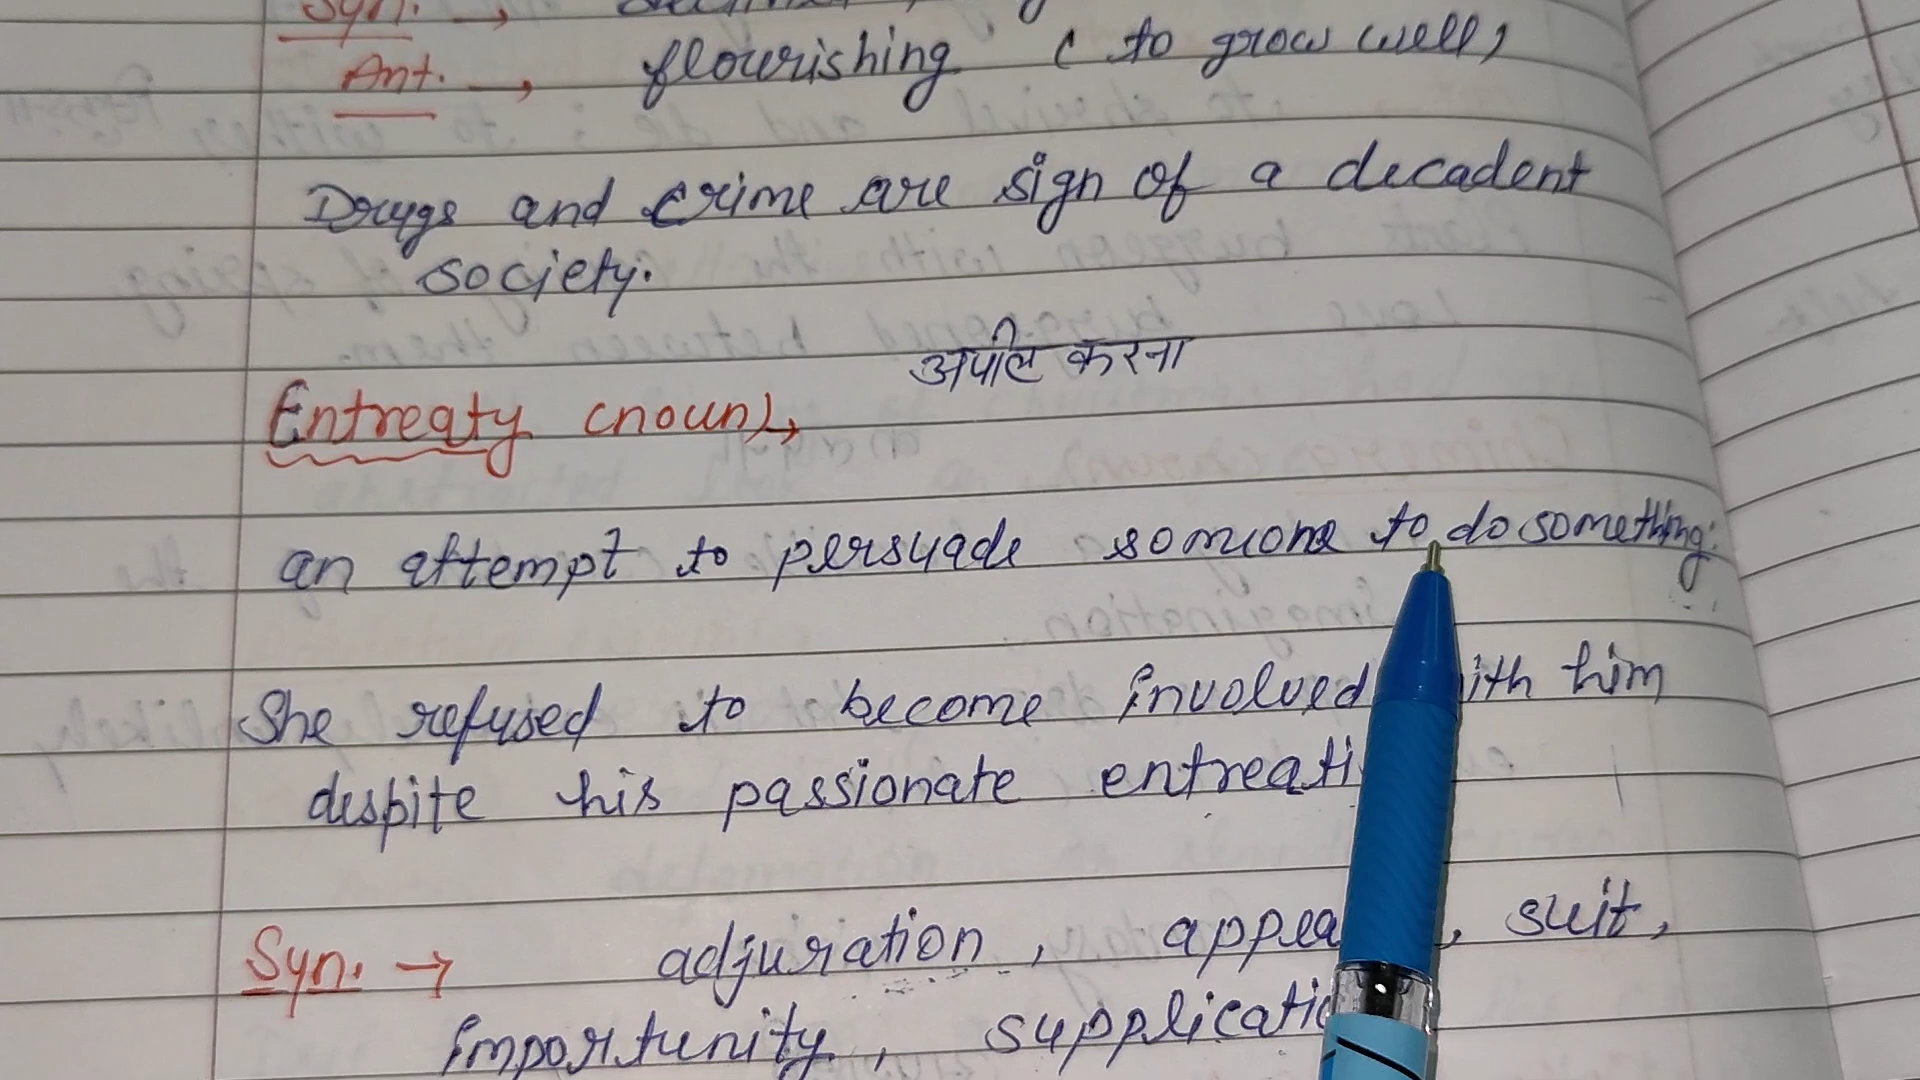 Syn. →
Ant. → flourishing ( to grow well)
Drugs and crime are sign of a decadent
society.
अपील करना
Entreaty (noun) →
an attempt to persuade someone to do something.
She refused to become involved with him
despite his passionate
Syn. → adjuration, suit,
importunity,